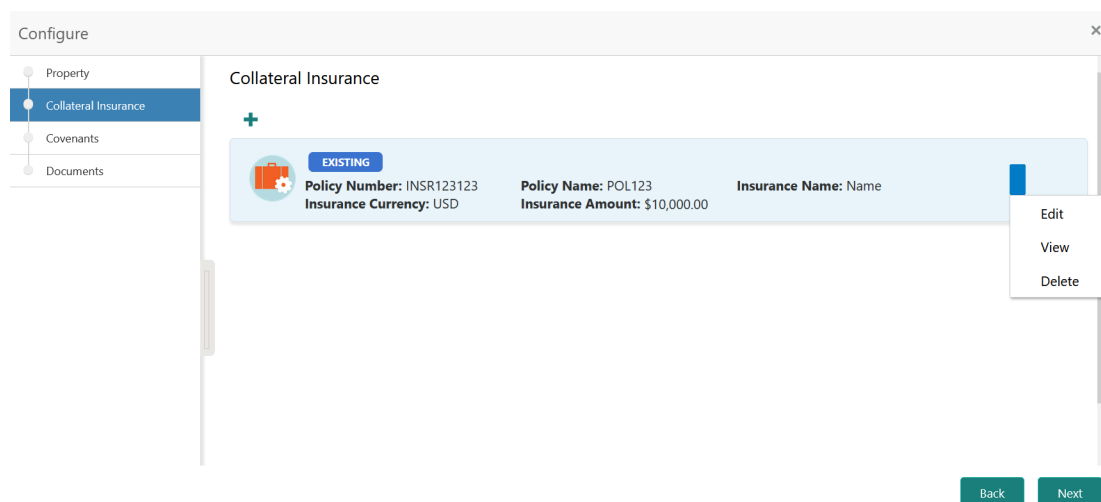 Configure
×
Property
Collateral Insurance
Covenants
Documents
Collateral Insurance
+
EXISTING
Policy Number: INSR123123 Policy Name: POL123 Insurance Name: Name
Insurance Currency: USD Insurance Amount: $10,000.00
Edit
View
Delete
Back Next